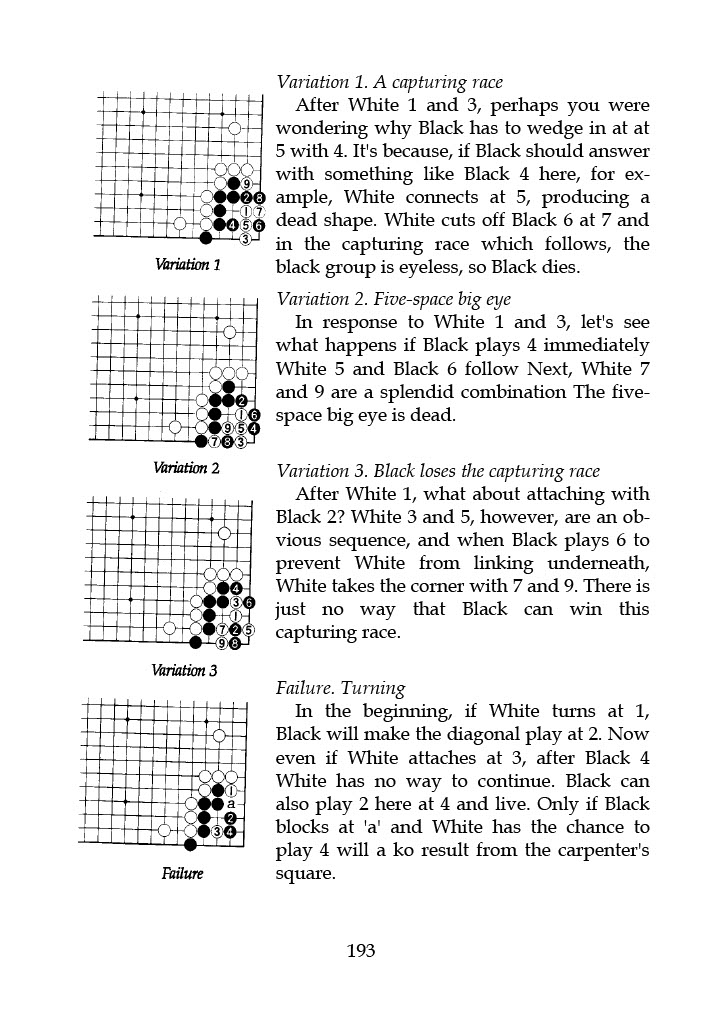 Variation 1. A capturing race
After White 1 and 3, perhaps you were
wondering why Black has to wedge in at at
5 with 4. It's because, if Black should answer
with something like Black 4 here, for ex-
ample, White connects at 5, producing a
dead shape. White cuts off Black 6 at 7 and
in the capturing race which follows, the
black group is eyeless, so Black dies.
9
2 8
1 7
4 5 6
3
Variation 1
Variation 2. Five-space big eye
In response to White 1 and 3, let's see
what happens if Black plays 4 immediately
White 5 and Black 6 follow Next, White 7
and 9 are a splendid combination The five-
space big eye is dead.
2
1 6
9 5 4
7 8 3
Variation 2
Variation 3. Black loses the capturing race
After White 1, what about attaching with
Black 2? White 3 and 5, however, are an ob-
vious sequence, and when Black plays 6 to
prevent White from linking underneath,
White takes the corner with 7 and 9. There is
just no way that Black can win this
capturing race.
4
3 6
1
7 2 5
9 8
Variation 3
Failure. Turning
In the beginning, if White turns at 1,
Black will make the diagonal play at 2. Now
even if White attaches at 3, after Black 4
White has no way to continue. Black can
also play 2 here at 4 and live. Only if Black
blocks at 'a' and White has the chance to
play 4 will a ko result from the carpenter's
square.
1
a
2
3 4
Failure
193